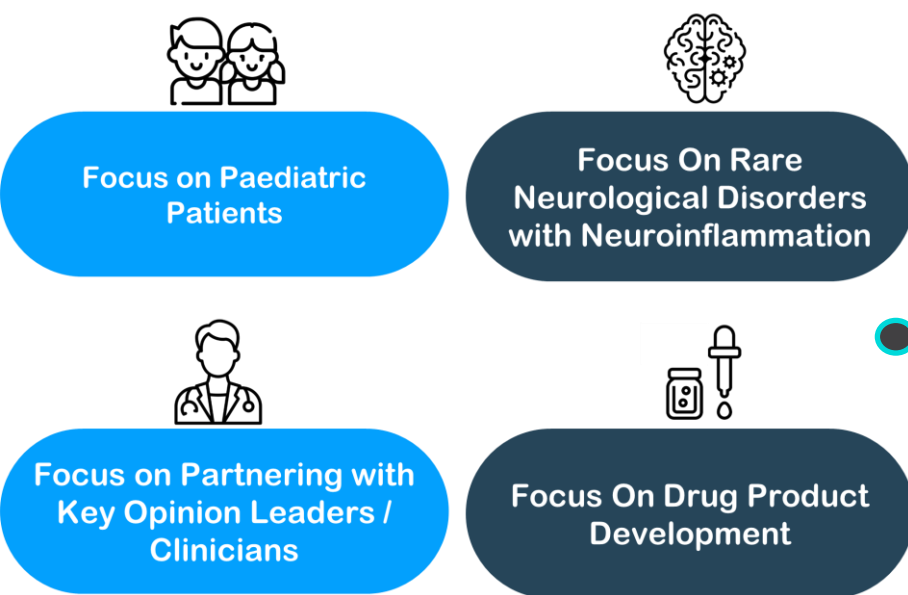 Focus on Paediatric
Patients
Focus On Rare
Neurological Disorders
with Neuroinflammation
Focus on Partnering with
Key Opinion Leaders /
Clinicians
Focus On Drug Product
Development